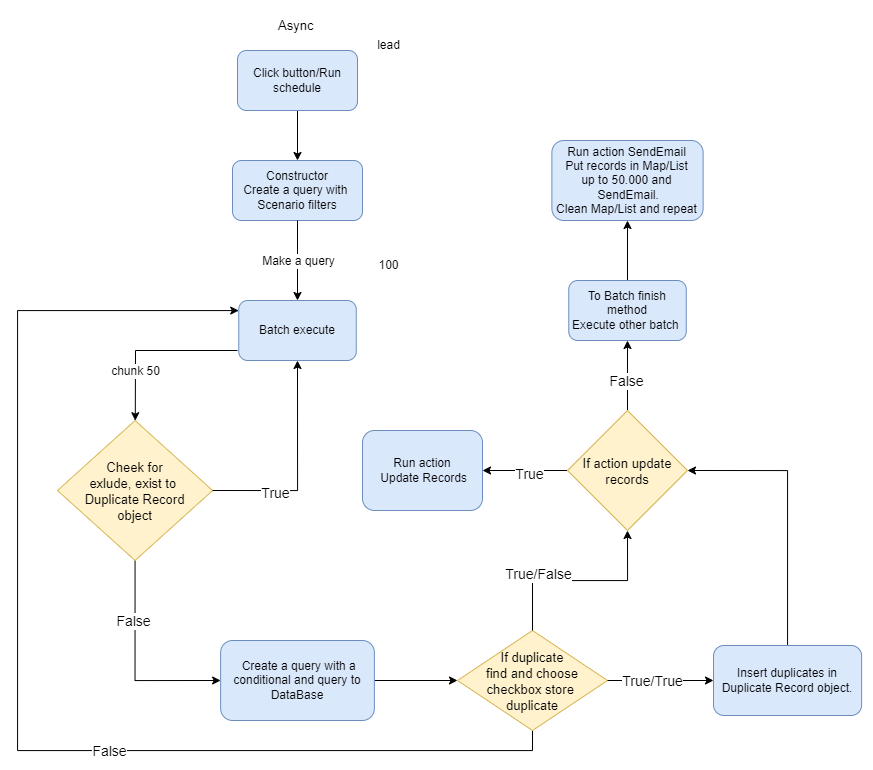 Async
lead
Click button/Run
schedule
Constructor
Create a query with
Scenario filters
Make a query
100
Batch execute
chunk 50
Cheek for
exlude, exist to
Duplicate Record
object
True
False
Create a query with a
conditional and query to
DataBase
If duplicate
find and choose
checkbox store
duplicate
False
True/False
True/True
Insert duplicates in
Duplicate Record object.
If action update
records
True
Run action
Update Records
False
To Batch finish
method
Execute other batch
Run action SendEmail
Put records in Map/List
up to 50.000 and
SendEmail.
Clean Map/List and repeat